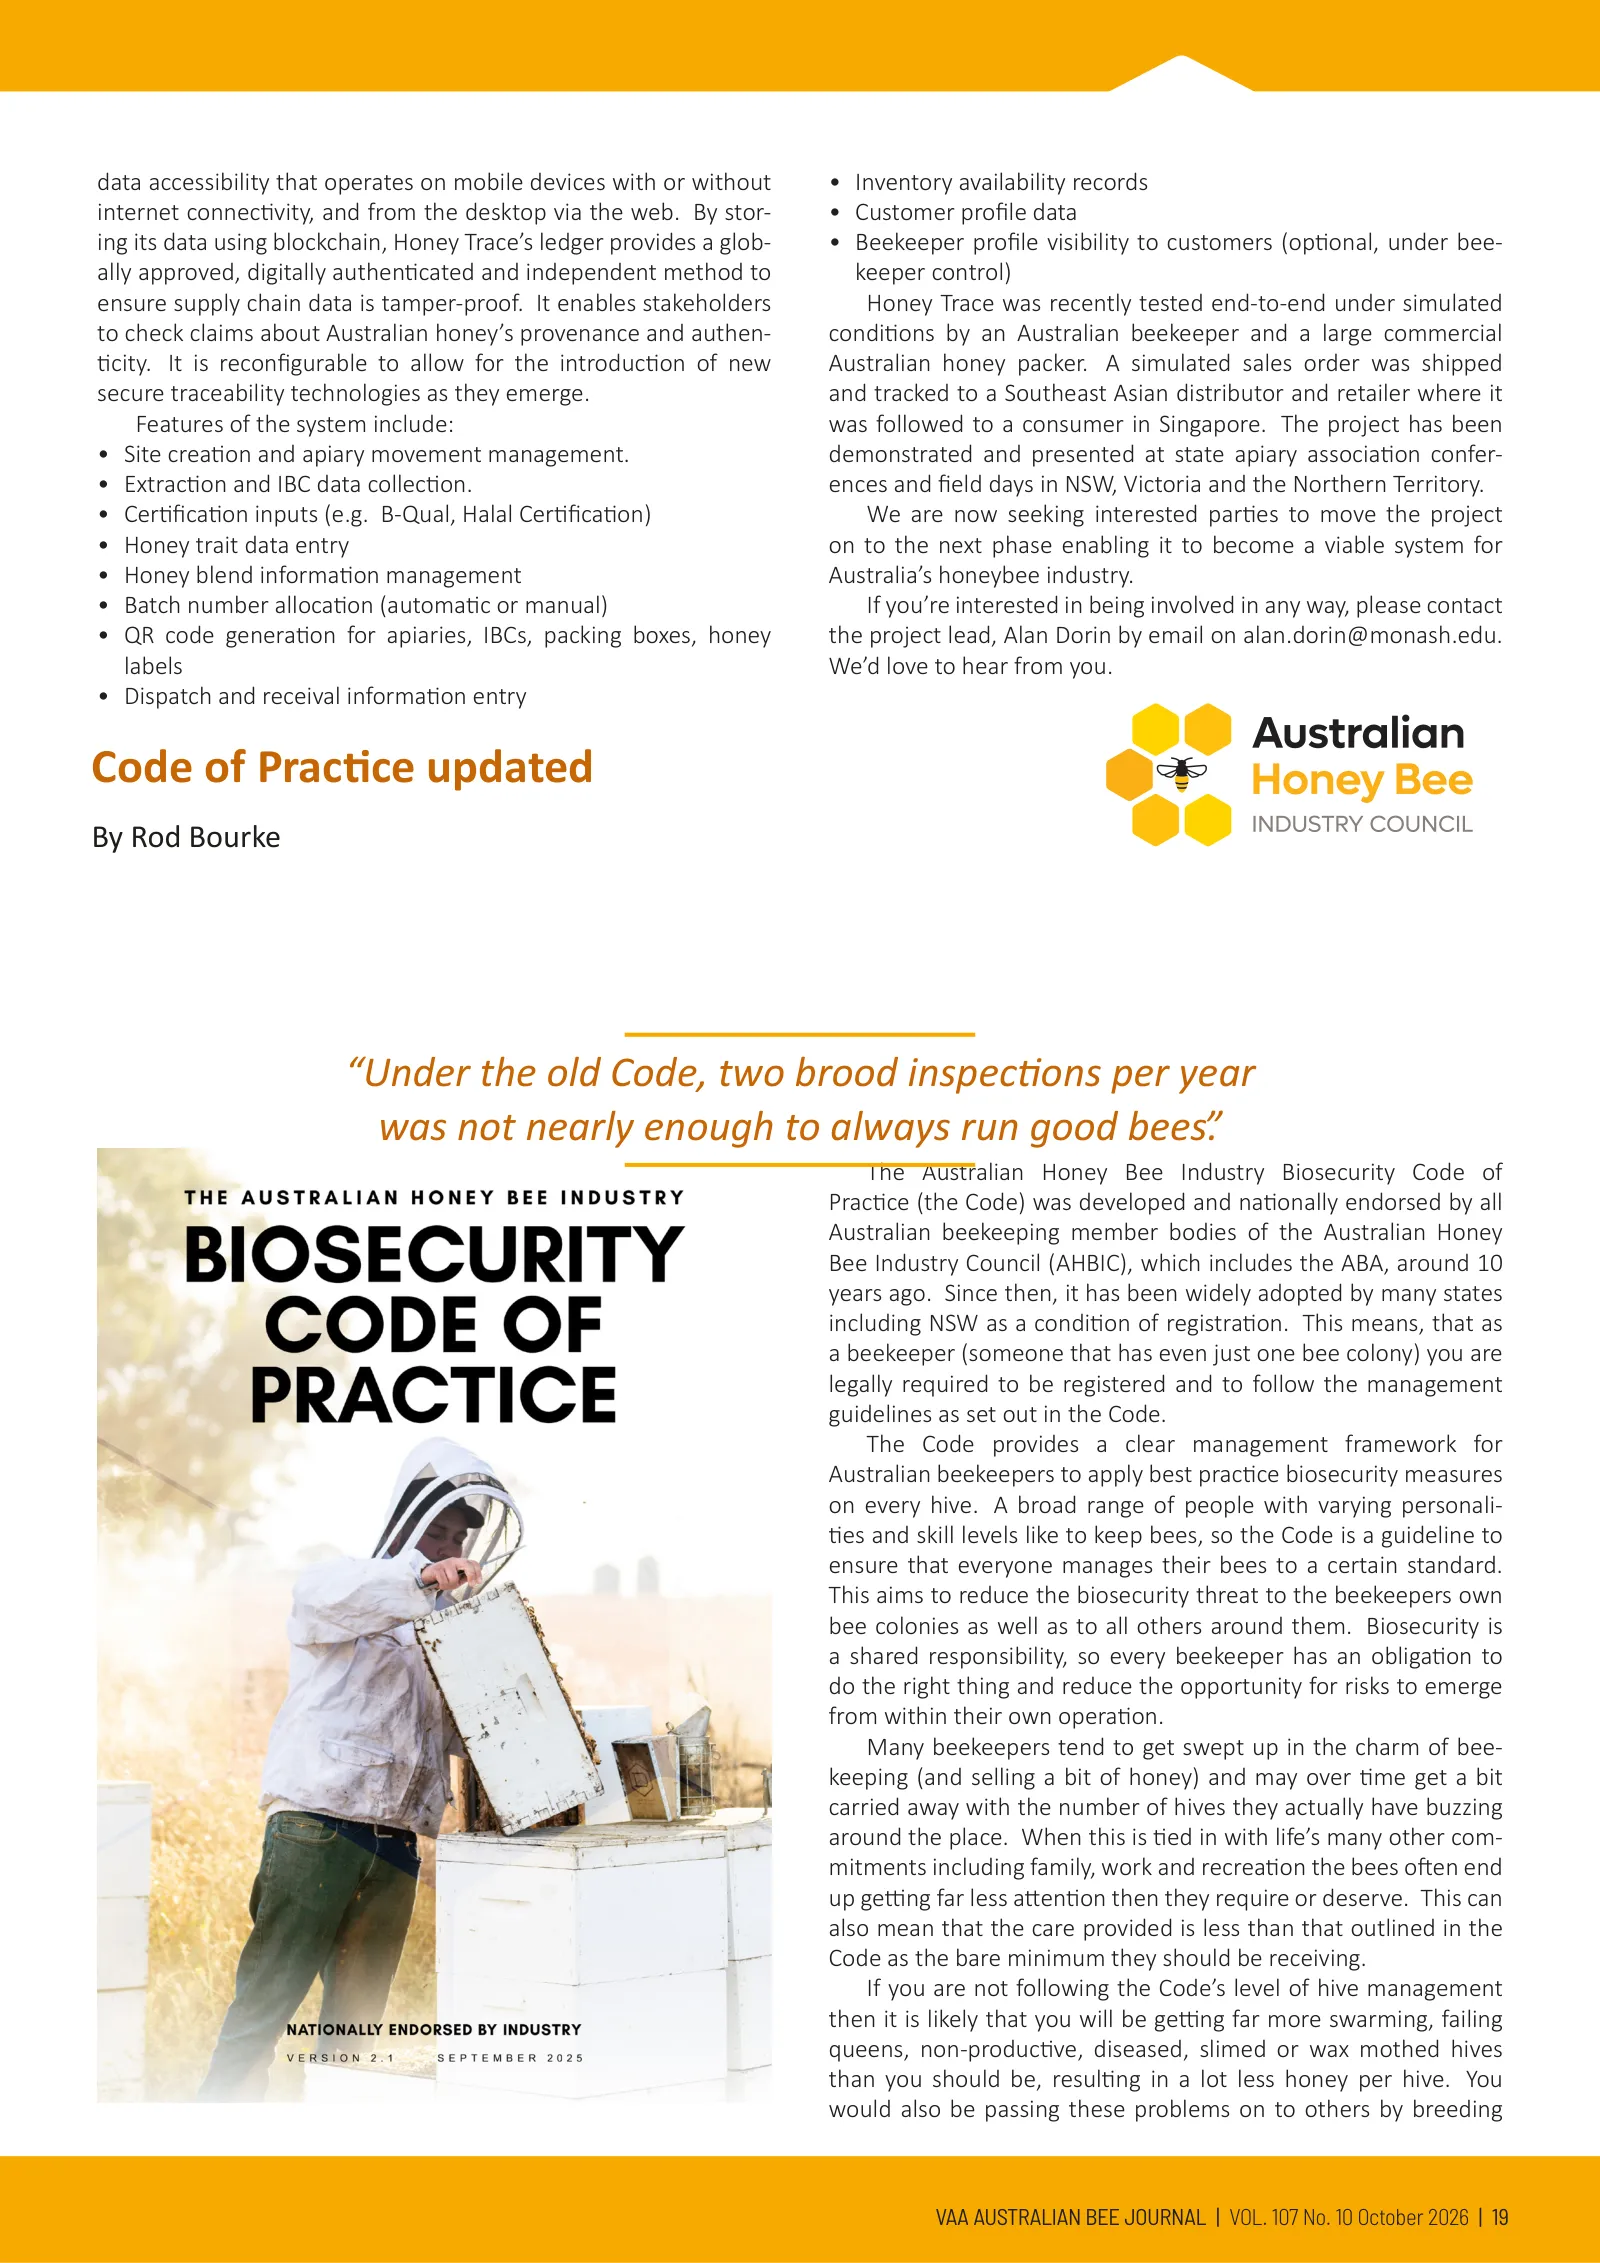 data accessibility that operates on mobile devices with or without
internet connectivity, and from the desktop via the web. By stor-
ing its data using blockchain, Honey Trace's ledger provides a glob-
ally approved, digitally authenticated and independent method to
ensure supply chain data is tamper-proof. It enables stakeholders
to check claims about Australian honey's provenance and authen-
ticity. It is reconfigurable to allow for the introduction of new
secure traceability technologies as they emerge.
Features of the system include:
• Site creation and apiary movement management.
• Extraction and IBC data collection.
• Certification inputs (e.g. B-Qual, Halal Certification)
• Honey trait data entry
• Honey blend information management
• Batch number allocation (automatic or manual)
• QR code generation for apiaries, IBCs, packing boxes, honey
labels
• Dispatch and receival information entry
• Inventory availability records
• Customer profile data
• Beekeeper profile visibility to customers (optional, under bee-
keeper control)
Honey Trace was recently tested end-to-end under simulated
conditions by an Australian beekeeper and a large commercial
Australian honey packer. A simulated sales order was shipped
and tracked to a Southeast Asian distributor and retailer where it
was followed to a consumer in Singapore. The project has been
demonstrated and presented at state apiary association confer-
ences and field days in NSW, Victoria and the Northern Territory.
We are now seeking interested parties to move the project
on to the next phase enabling it to become a viable system for
Australia's honeybee industry.
If you're interested in being involved in any way, please contact
the project lead, Alan Dorin by email on alan.dorin@monash.edu.
We'd love to hear from you.
Code of Practice updated
By Rod Bourke
Australian
Honey Bee
INDUSTRY COUNCIL
“Under the old Code, two brood inspections per year
was not nearly enough to always run good bees”.
THE AUSTRALIAN HONEY BEE INDUSTRY
BIOSECURITY
CODE OF
PRACTICE
NATIONALLY ENDORSED BY INDUSTRY
VERSION 2.1 SEPTEMBER 2025
The Australian Honey Bee Industry Biosecurity Code of
Practice (the Code) was developed and nationally endorsed by all
Australian beekeeping member bodies of the Australian Honey
Bee Industry Council (AHBIC), which includes the ABA, around 10
years ago. Since then, it has been widely adopted by many states
including NSW as a condition of registration. This means, that as
a beekeeper (someone that has even just one bee colony) you are
legally required to be registered and to follow the management
guidelines as set out in the Code.
The Code provides a clear management framework for
Australian beekeepers to apply best practice biosecurity measures
on every hive. A broad range of people with varying personali-
ties and skill levels like to keep bees, so the Code is a guideline to
ensure that everyone manages their bees to a certain standard.
This aims to reduce the biosecurity threat to the beekeepers own
bee colonies as well as to all others around them. Biosecurity is
a shared responsibility, so every beekeeper has an obligation to
do the right thing and reduce the opportunity for risks to emerge
from within their own operation.
Many beekeepers tend to get swept up in the charm of bee-
keeping (and selling a bit of honey) and may over time get a bit
carried away with the number of hives they actually have buzzing
around the place. When this is tied in with life's many other com-
mitments including family, work and recreation the bees often end
up getting far less attention then they require or deserve. This can
also mean that the care provided is less than that outlined in the
Code as the bare minimum they should be receiving.
If you are not following the Code's level of hive management
then it is likely that you will be getting far more swarming, failing
queens, non-productive, diseased, slimed or wax mothed hives
than you should be, resulting in a lot less honey per hive. You
would also be passing these problems on to others by breeding
VAA AUSTRALIAN BEE JOURNAL | VOL. 107 No. 10 October 2026 | 19